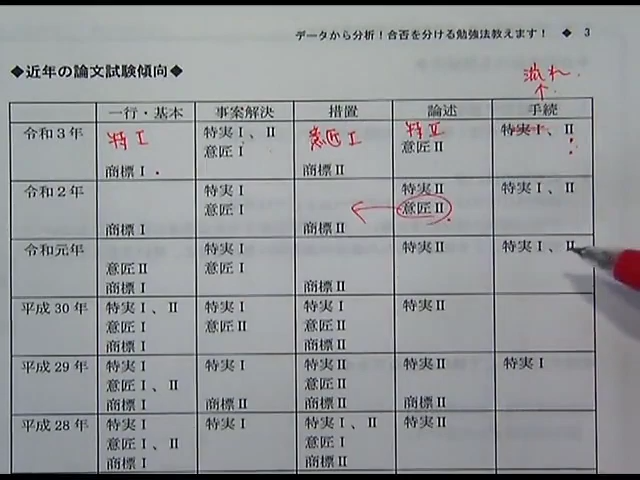 データから分析！合否を分ける勉強法教えます！ ◆ 3
◆近年の論文試験傾向◆
流れ
↑
一行・基本 事案解決 措置 論述 手続
令和３年 特Ⅰ 特実Ⅰ、Ⅱ 意匠Ⅰ 特Ⅱ 特実Ⅰ、Ⅱ
意匠Ⅰ 意匠Ⅱ
商標Ⅰ 商標Ⅱ
令和２年 特実Ⅰ 特実Ⅱ 特実Ⅰ、Ⅱ
意匠Ⅰ 意匠Ⅱ
商標Ⅰ 商標Ⅱ
令和元年 特実Ⅰ 特実Ⅱ 特実Ⅰ、Ⅱ
意匠Ⅱ 意匠Ⅰ
商標Ⅰ 商標Ⅱ
平成30年 特実Ⅰ、Ⅱ 特実Ⅰ 特実Ⅰ 特実Ⅱ
意匠Ⅰ 意匠Ⅱ 意匠Ⅱ
商標Ⅰ 商標Ⅱ
平成29年 特実Ⅰ 特実Ⅰ 特実Ⅱ 特実Ⅱ 特実Ⅰ
意匠Ⅰ、Ⅱ 意匠Ⅱ
商標Ⅰ 商標Ⅱ 商標Ⅱ 商標Ⅱ
平成28年 特実Ⅰ 特実Ⅰ 特実Ⅰ、Ⅱ 特実Ⅱ
意匠Ⅰ、Ⅱ 意匠Ⅰ
商標Ⅰ 商標Ⅱ